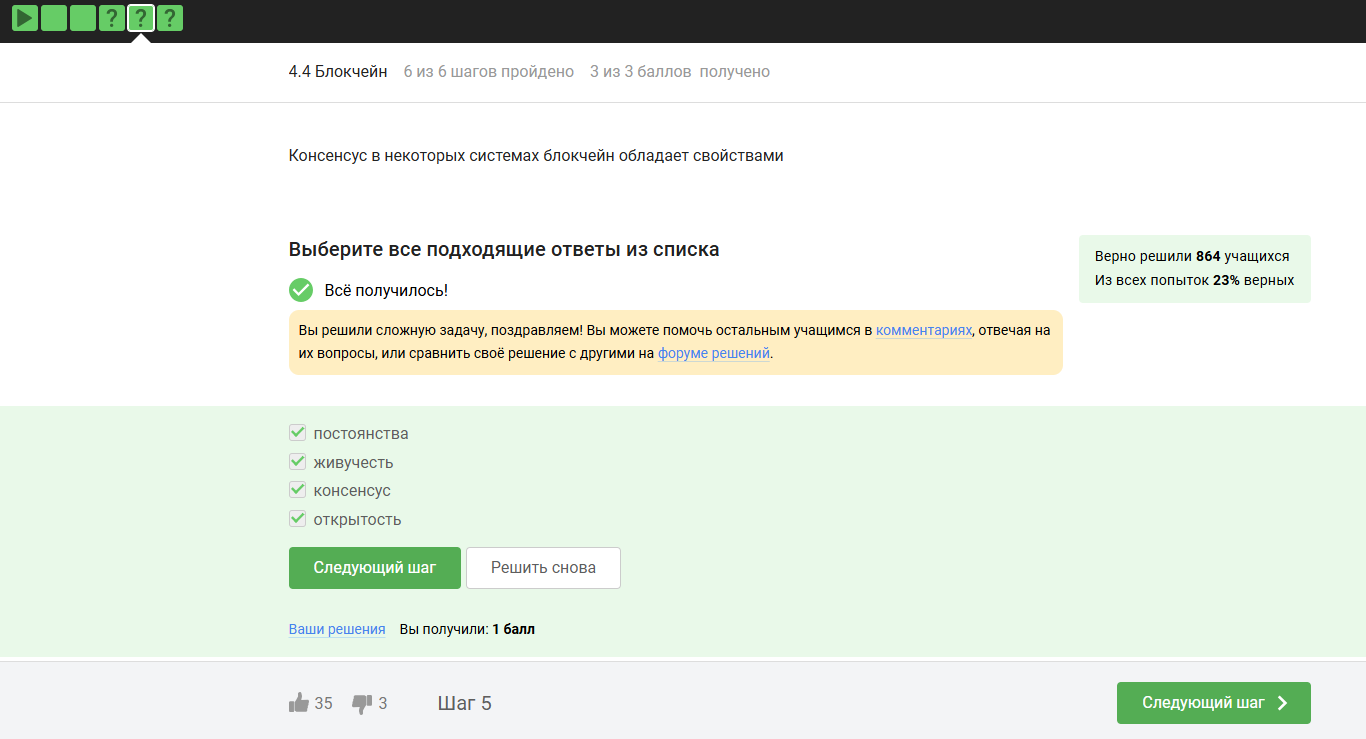 ? ? ?
4.4 Блокчейн 6 из 6 шагов пройдено 3 из 3 баллов получено
Консенсус в некоторых системах блокчейн обладает свойствами
Выберите все подходящие ответы из списка
Всё получилось!
Вы решили сложную задачу, поздравляем! Вы можете помочь остальным учащимся в комментариях, отвечая на
их вопросы, или сравнить своё решение с другими на форуме решений.
Верно решили 864 учащихся
Из всех попыток 23% верных
постоянства
живучесть
консенсус
открытость
Следующий шаг Решить снова
Ваши решения Вы получили: 1 балл
35 3 Шаг 5 Следующий шаг